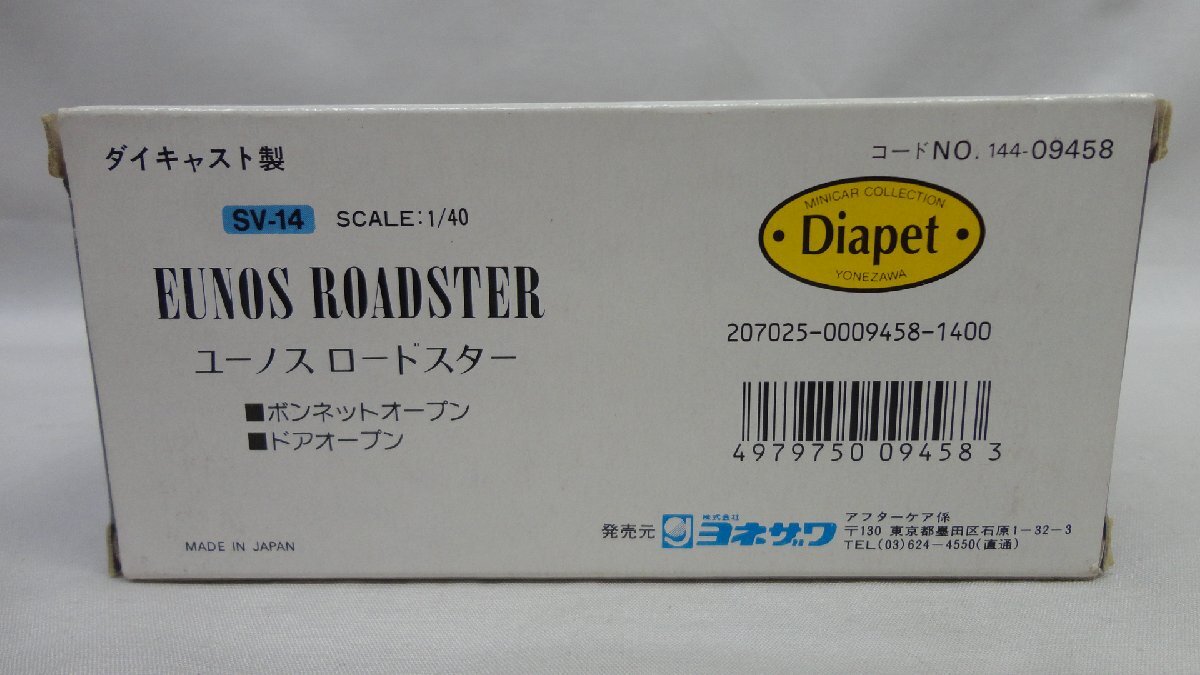 ダイキャスト製
コードNO. 144-09458
SV-14 SCALE:1/40
EUNOS ROADSTER
ユーノス ロードスター
■ボンネットオープン
■ドアオープン
MADE IN JAPAN
MINICAR COLLECTION
• Diapet •
YONEZAWA
207025-0009458-1400
4979750 09458 3
発売元 株式会社 ヨネザワ
アフターケア係
〒130 東京都墨田区石原1-32-3
TEL(03)624-4550(直通)